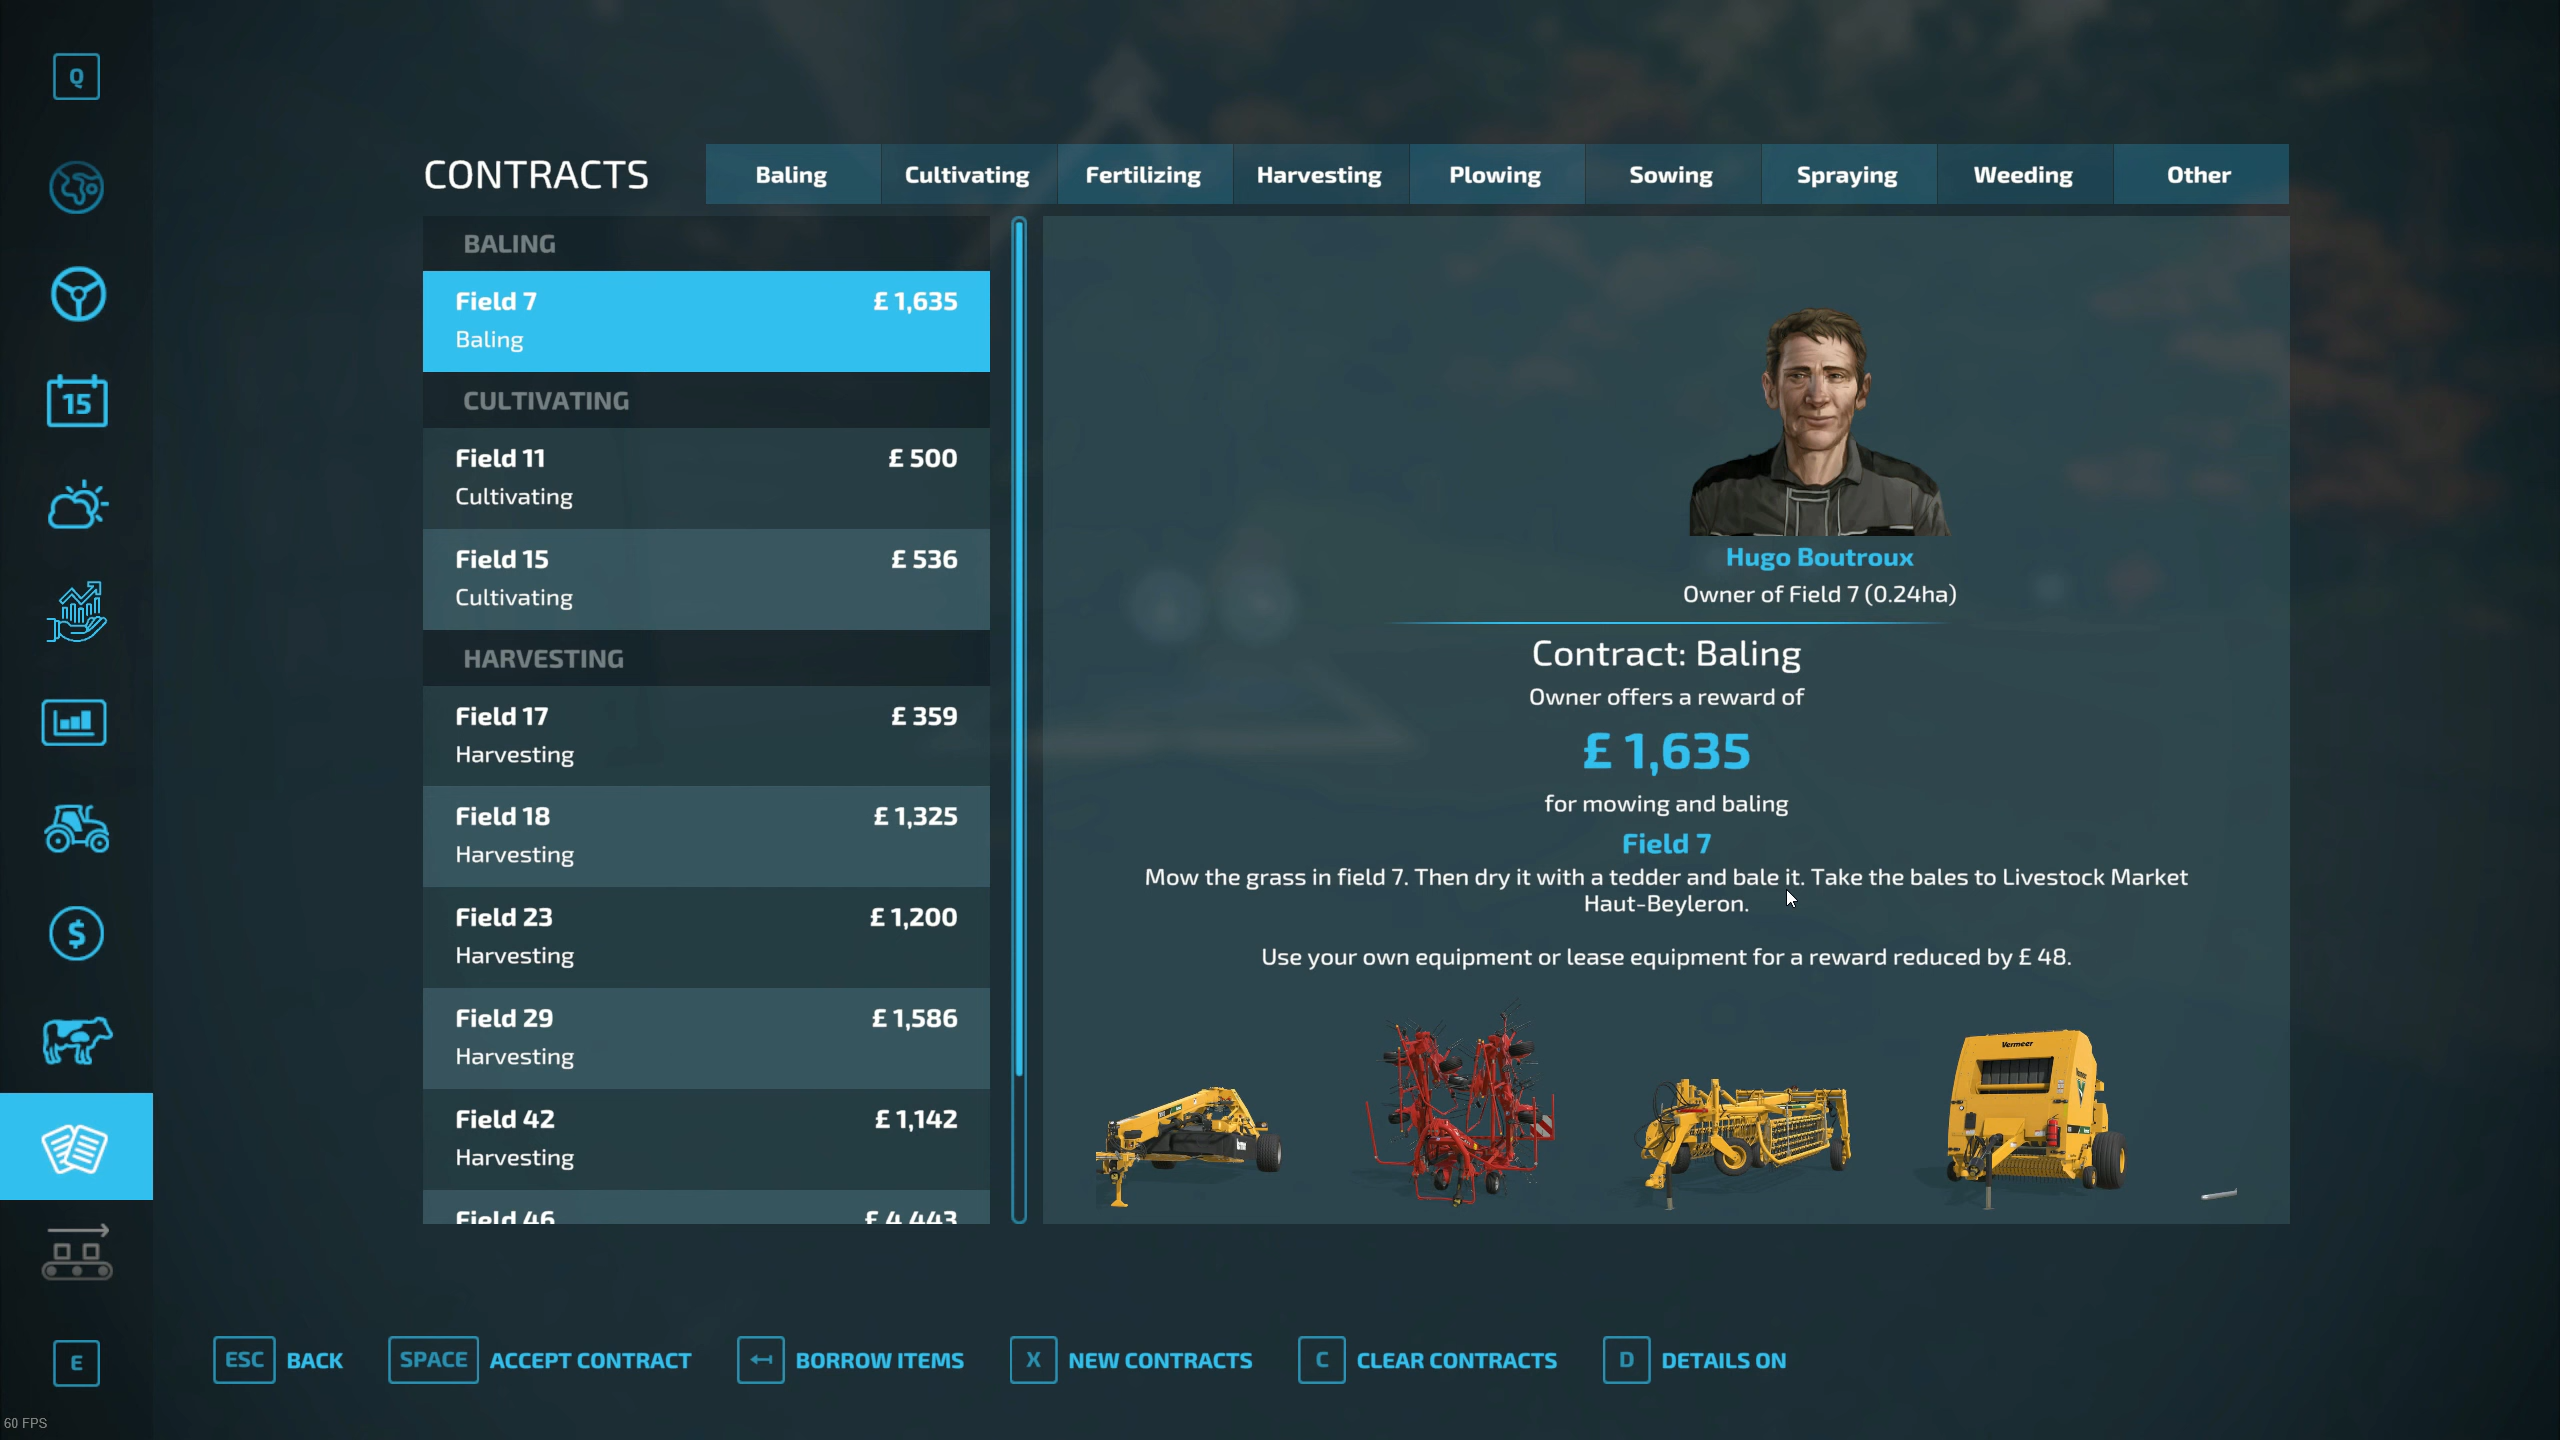 Q
CONTRACTS
Baling
Cultivating
Fertilizing
Harvesting
Plowing
Sowing
Spraying
Weeding
Other
BALING
Field 7
£ 1,635
Baling
CULTIVATING
Field 11
£ 500
Cultivating
Field 15
£ 536
Cultivating
HARVESTING
Field 17
£ 359
Harvesting
Field 18
£ 1,325
Harvesting
Field 23
£ 1,200
Harvesting
Field 29
£ 1,586
Harvesting
Field 42
£ 1,142
Harvesting
Field 46
£ 4,443
15
$
Hugo Boutroux
Owner of Field 7 (0.24ha)
Contract: Baling
Owner offers a reward of
£ 1,635
for mowing and baling
Field 7
Mow the grass in field 7. Then dry it with a tedder and bale it. Take the bales to Livestock Market
Haut-Beyleron.
Use your own equipment or lease equipment for a reward reduced by £ 48.
Vermeer
E
ESC BACK
SPACE ACCEPT CONTRACT
BORROW ITEMS
X NEW CONTRACTS
C CLEAR CONTRACTS
D DETAILS ON
60 FPS